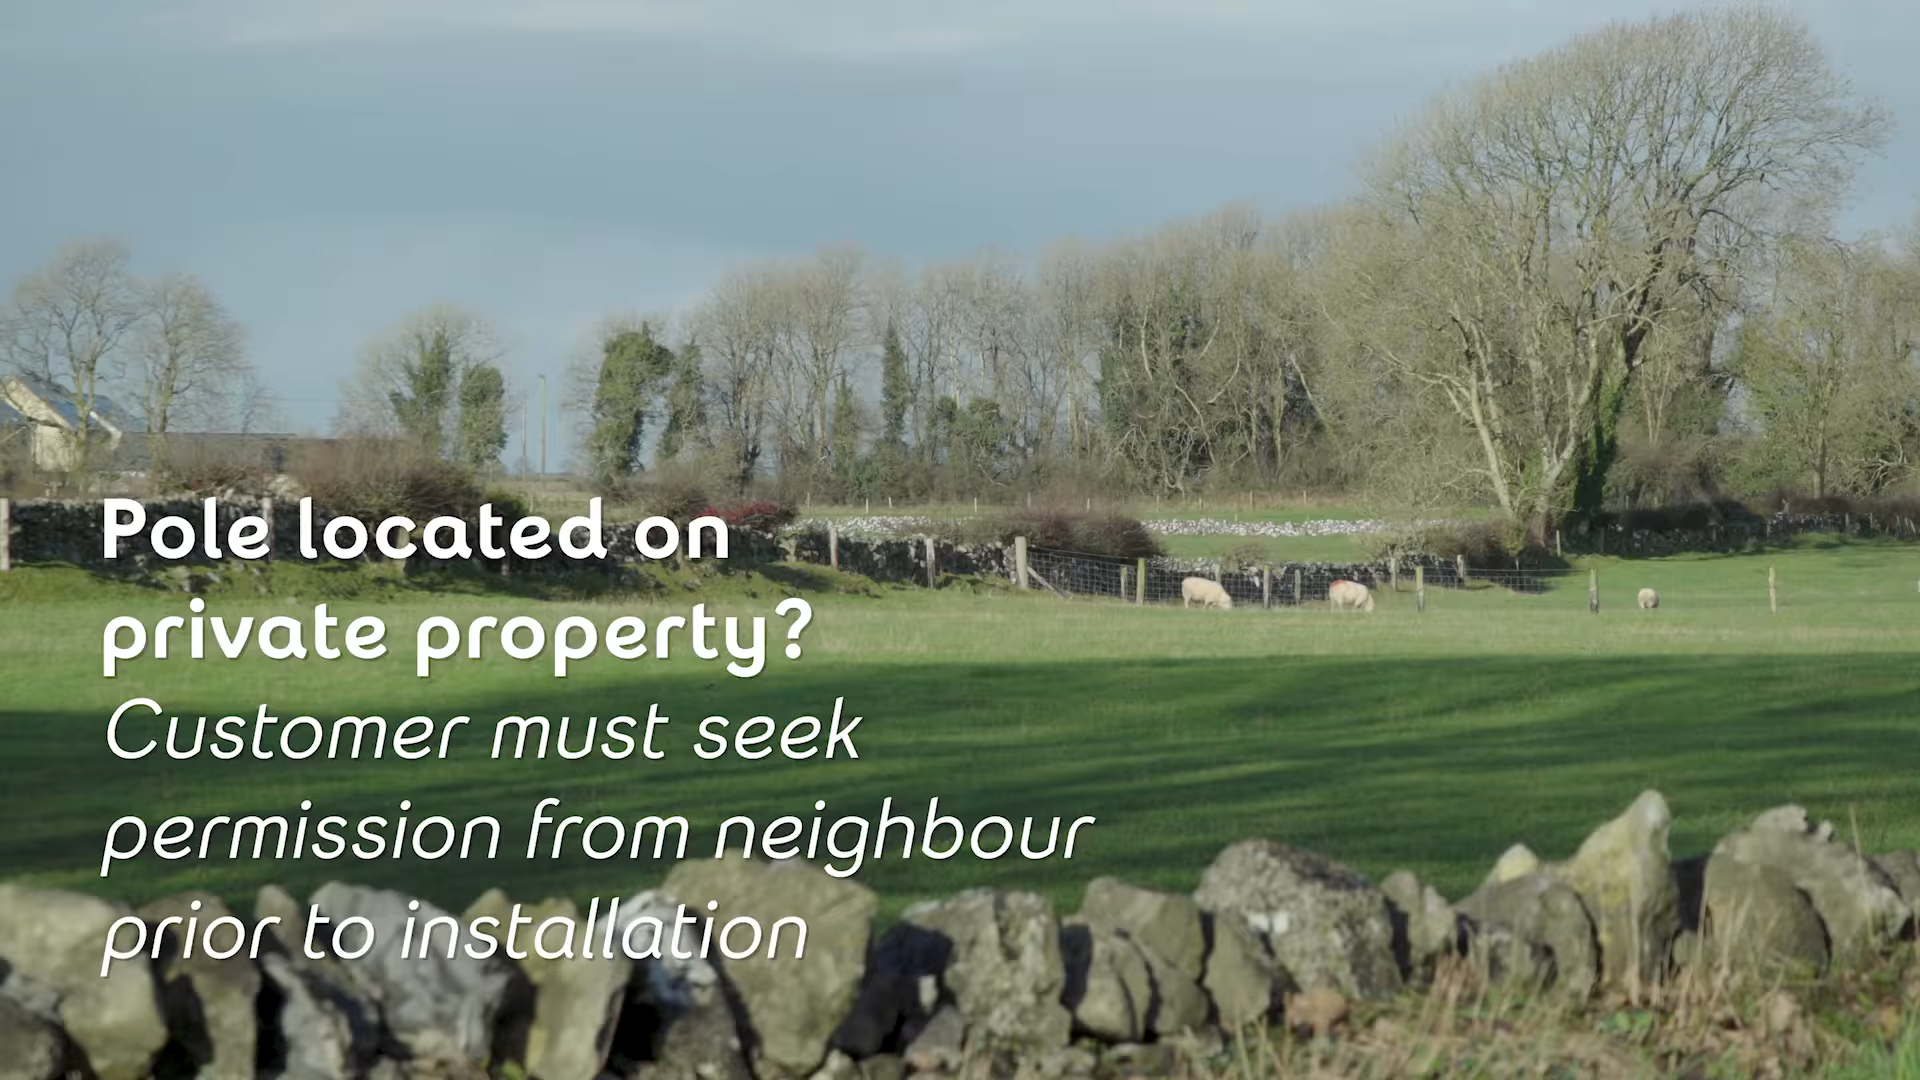 Pole located on
private property?
Customer must seek
permission from neighbour
prior to installation